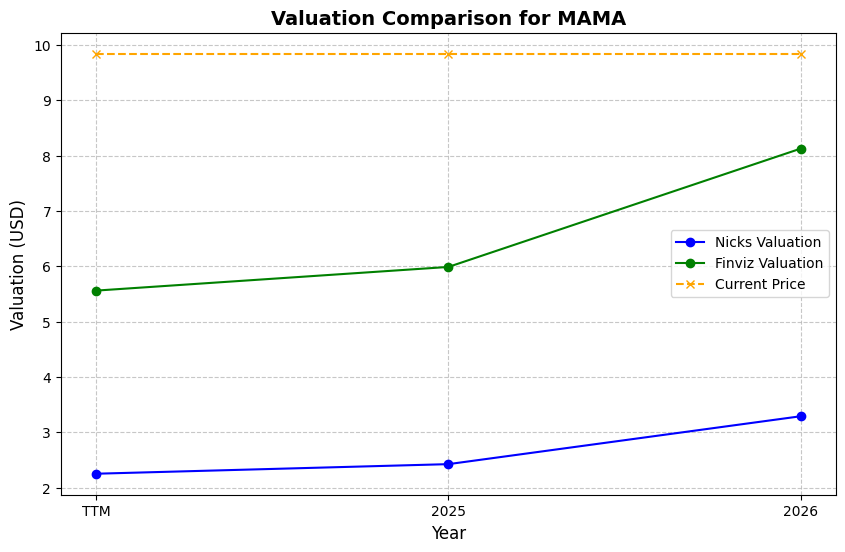 Valuation Comparison for MAMA
Valuation (USD)
10
9
8
7
6
5
4
3
2
Nicks Valuation
Finviz Valuation
Current Price
TTM
2025
2026
Year